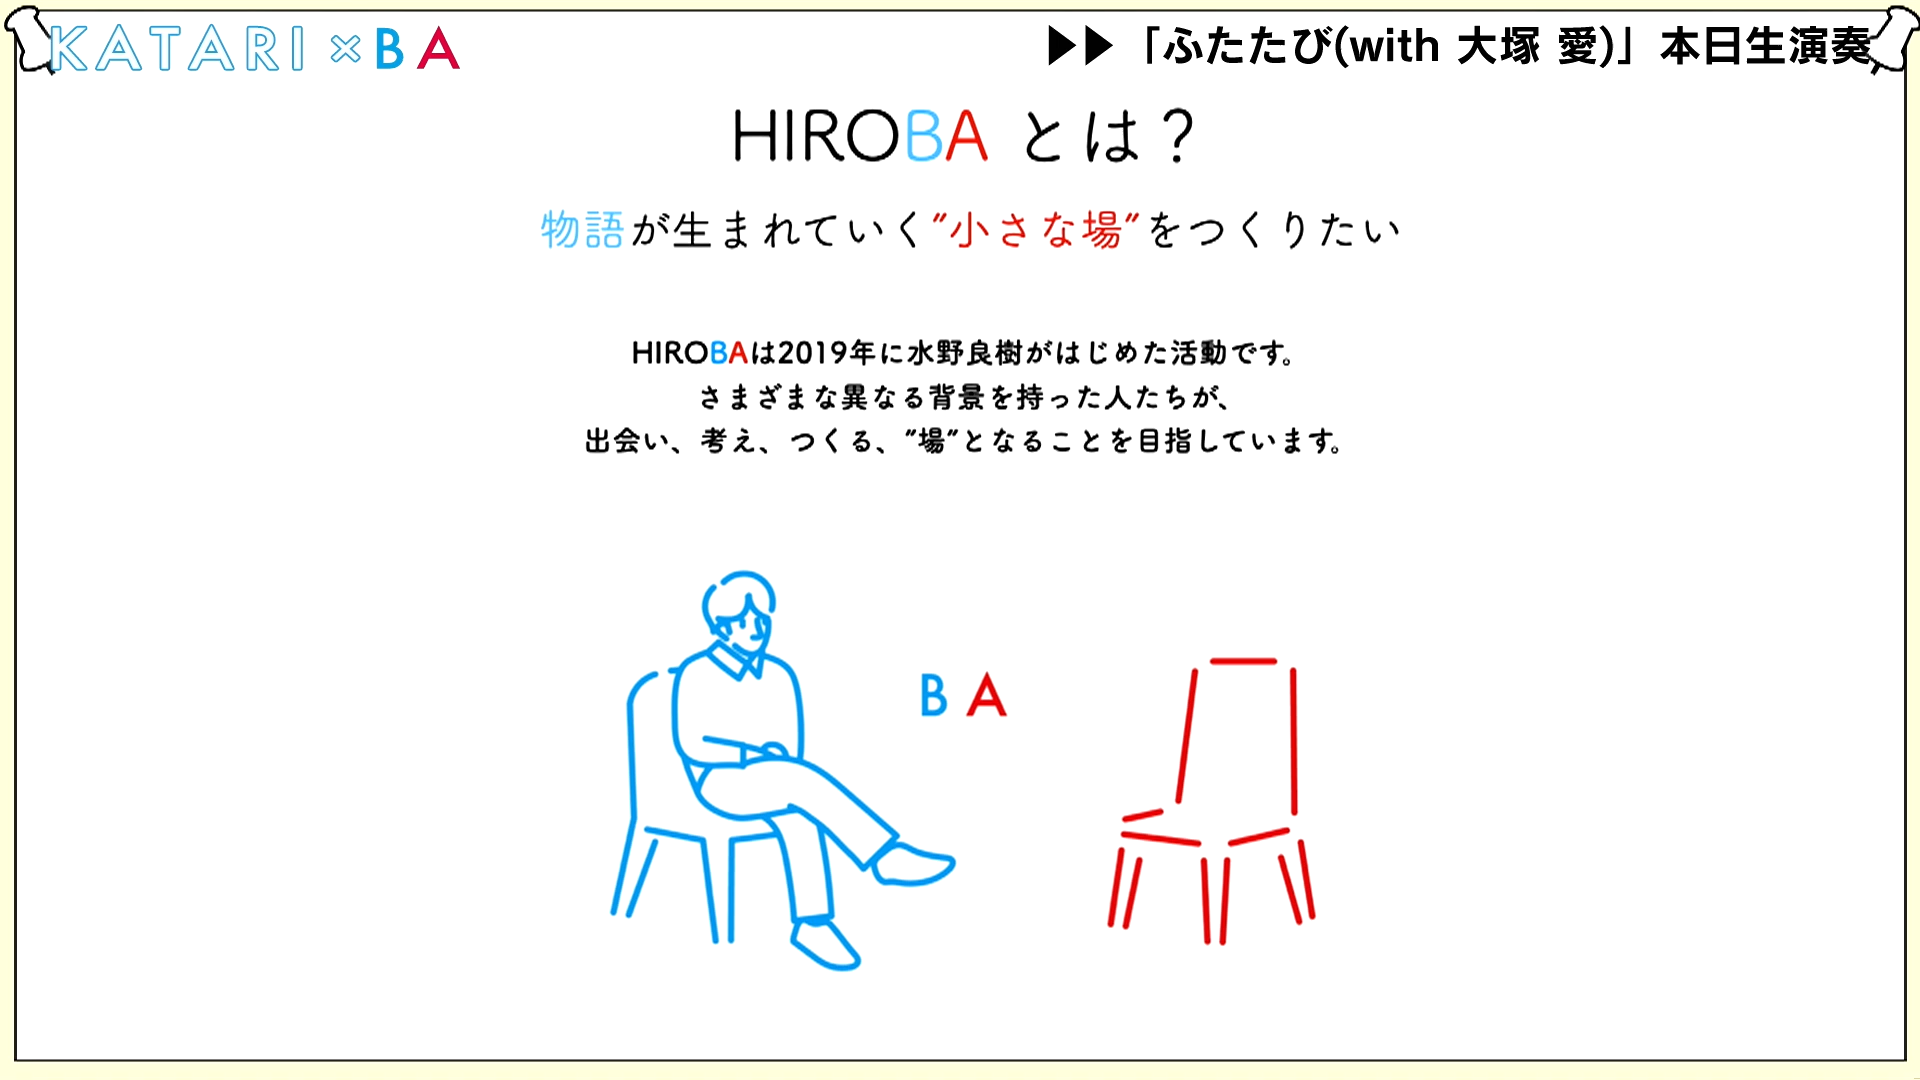 KATARI×BA
▶▶「ふたたび(with 大塚 愛)」本日生演奏
HIROBA とは？
物語が生まれていく″小さな場″をつくりたい
HIROBAは2019年に水野良樹がはじめた活動です。
さまざまな異なる背景を持った人たちが、
出会い、考え、つくる、″場″となることを目指しています。
BA